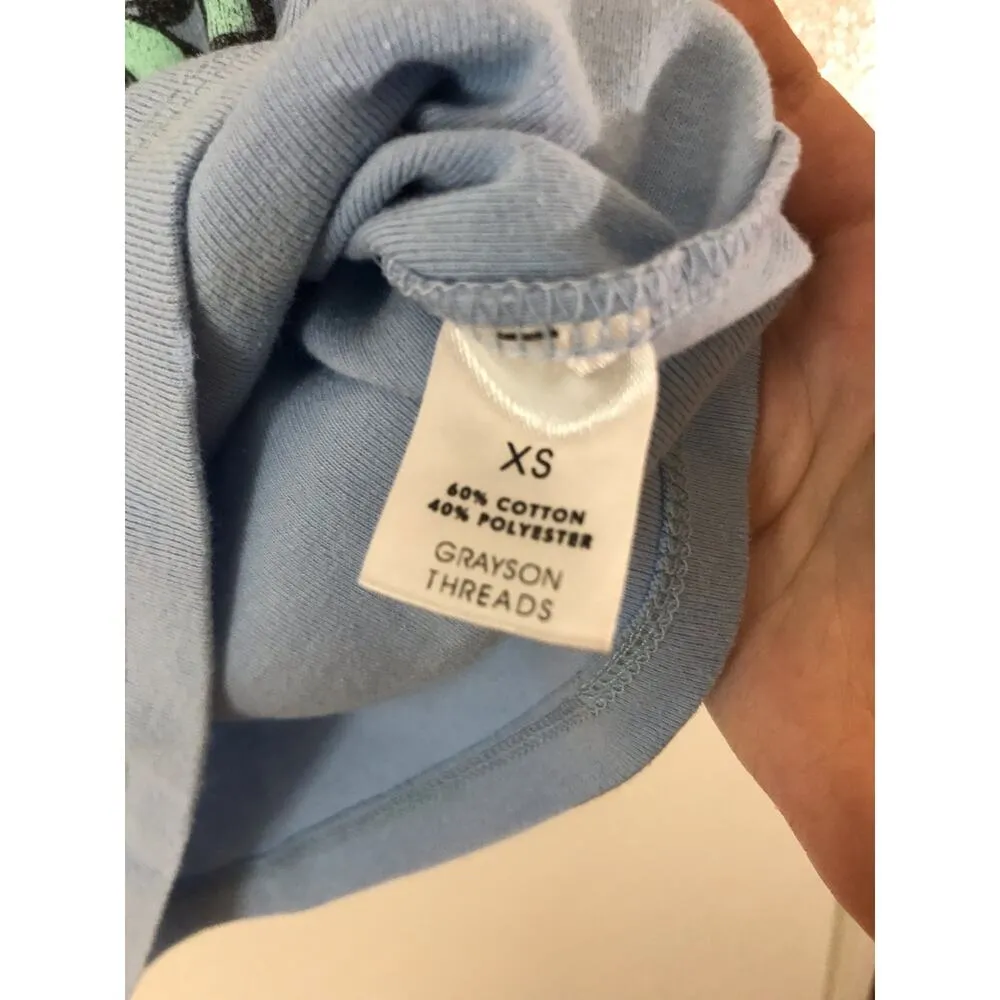 XS
60% COTTON
40% POLYESTER
GRAYSON
THREADS